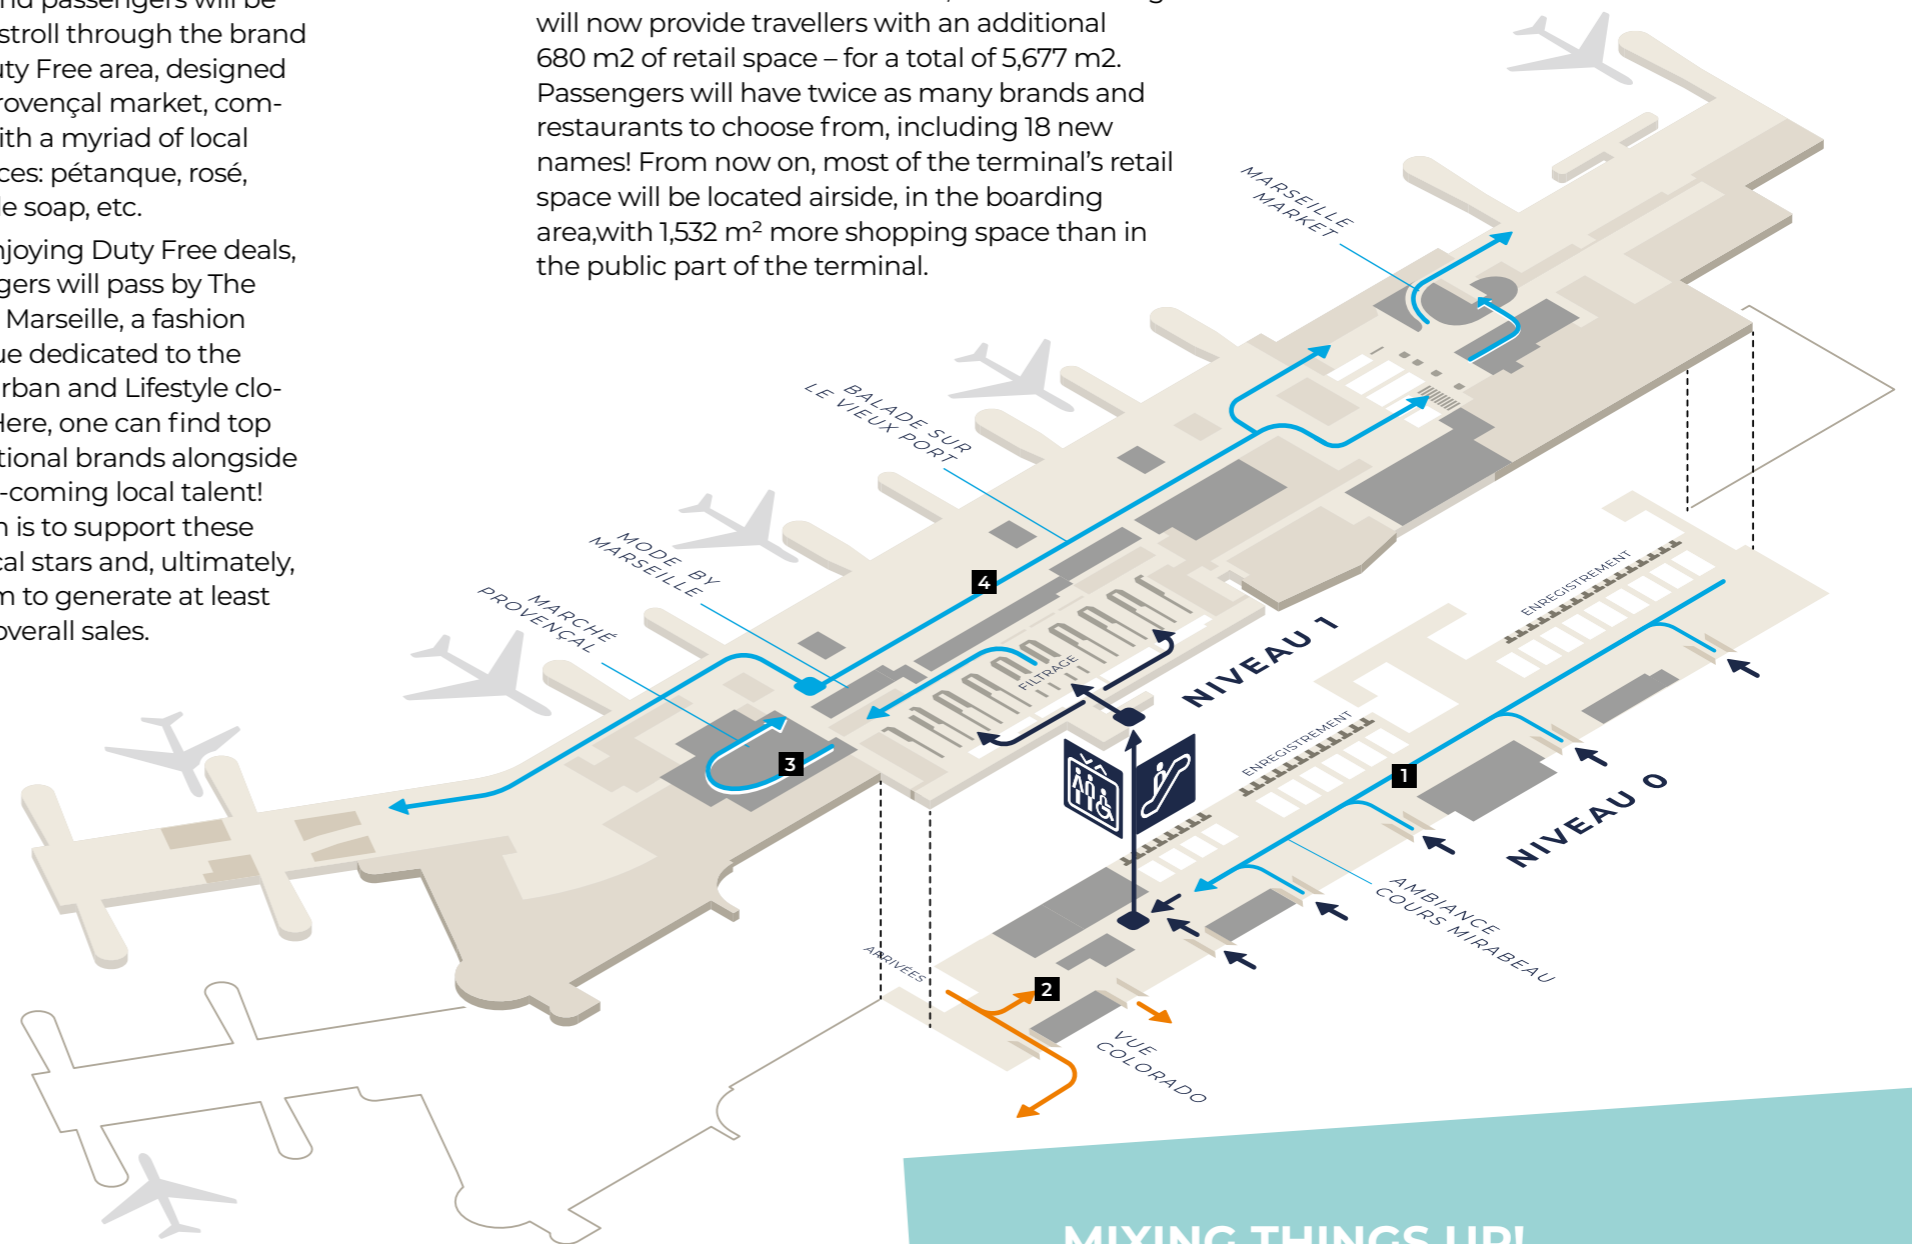 nd passengers will be
stroll through the brand
uty Free area, designed
rovençal market, com-
ith a myriad of local
ces: pétanque, rosé,
le soap, etc.
njoying Duty Free deals,
gers will pass by The
Marseille, a fashion
ue dedicated to the
rban and Lifestyle clo-
Here, one can find top
tional brands alongside
-coming local talent!
n is to support these
cal stars and, ultimately,
m to generate at least
overall sales.
will now provide travellers with an additional
680 m2 of retail space – for a total of 5,677 m2.
Passengers will have twice as many brands and
restaurants to choose from, including 18 new
names! From now on, most of the terminal's retail
space will be located airside, in the boarding
area,with 1,532 m² more shopping space than in
the public part of the terminal.
MARSEILLE
MARKET
BALADE SUR
LE VIEUX PORT
MODE BY
MARSEILLE
MARCHÉ
PROVENÇAL
4
3
FILTRAGE
NIVEAU 1
ENREGISTREMENT
ENREGISTREMENT
1
NIVEAU 0
AMBIANCE
COURS MIRABEAU
ARRIVÉES
2
VUE
COLORADO
MIXING THINGS UP!